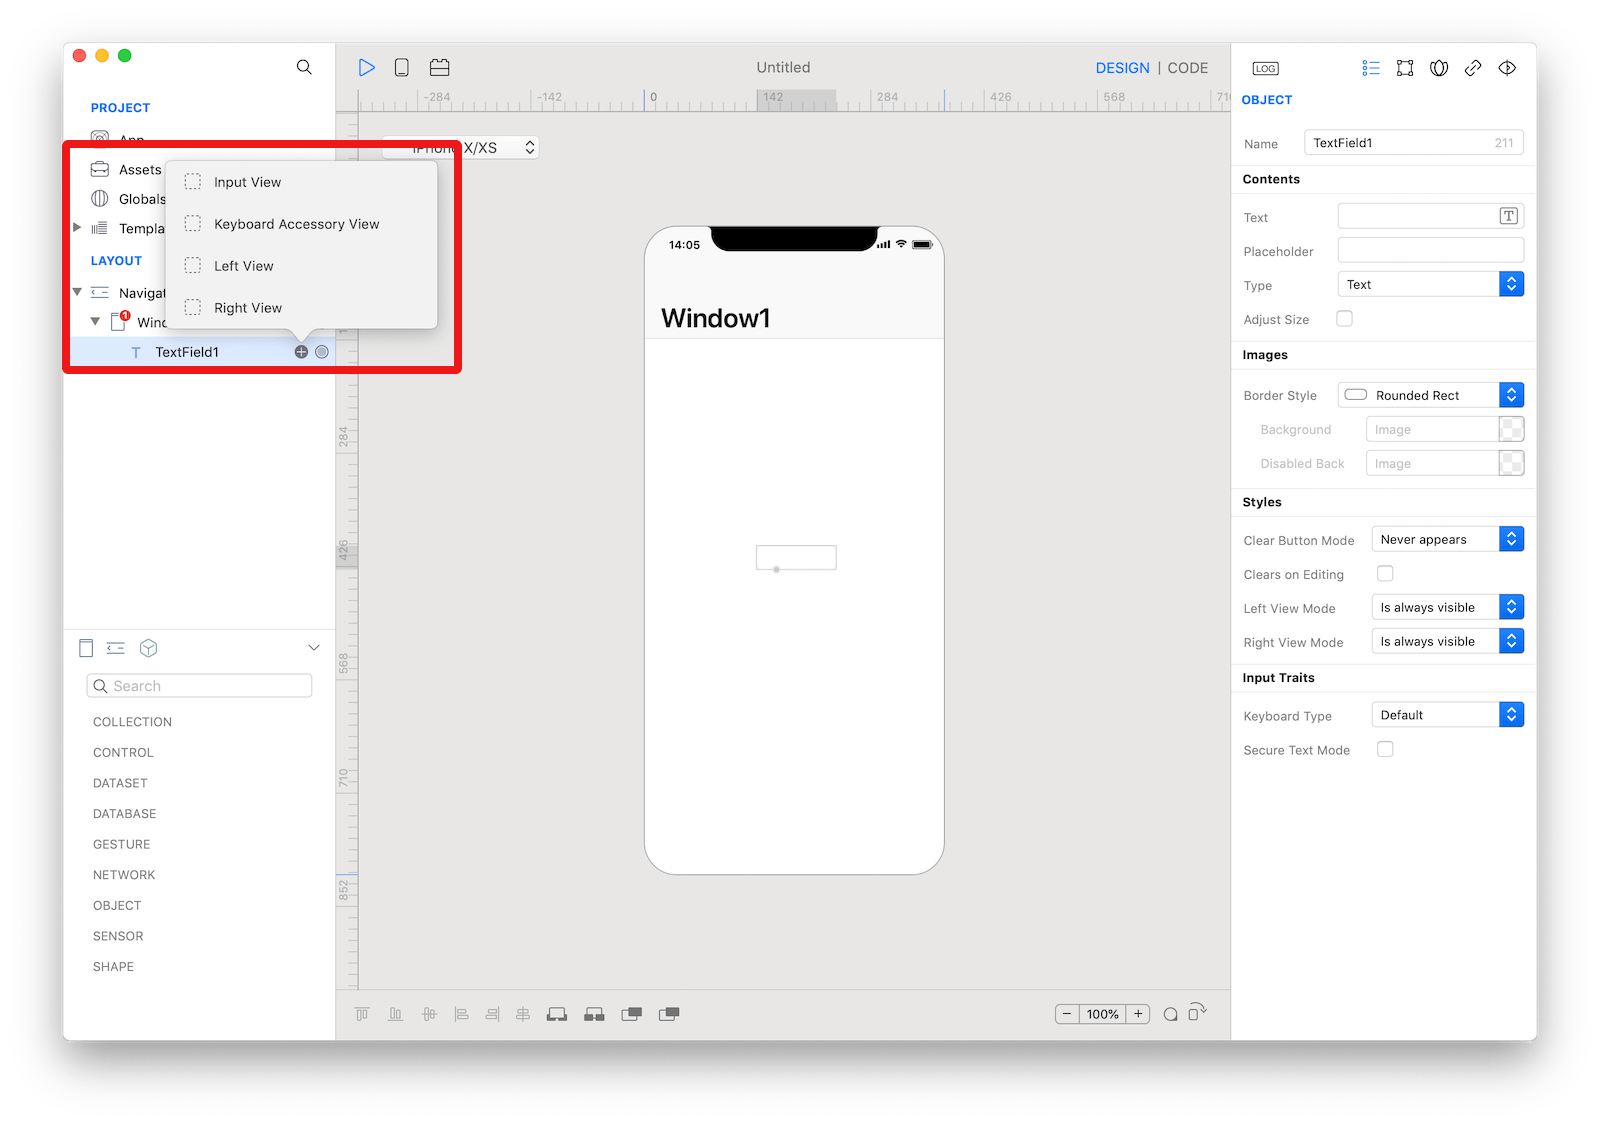 Untitled
DESIGN | CODE
LOG
PROJECT
App
Assets
Globals
Templa
LAYOUT
Navigat
1
Wind
TextField1
Input View
Keyboard Accessory View
Left View
Right View
Search
COLLECTION
CONTROL
DATASET
DATABASE
GESTURE
NETWORK
OBJECT
SENSOR
SHAPE
-284 -142 0 142 284 426 568 710
iPhone X/XS
284
426
568
710
852
14:05
Window1
100%
OBJECT
Name TextField1 211
Contents
Text T
Placeholder
Type Text
Adjust Size
Images
Border Style Rounded Rect
Background Image
Disabled Back Image
Styles
Clear Button Mode Never appears
Clears on Editing
Left View Mode Is always visible
Right View Mode Is always visible
Input Traits
Keyboard Type Default
Secure Text Mode